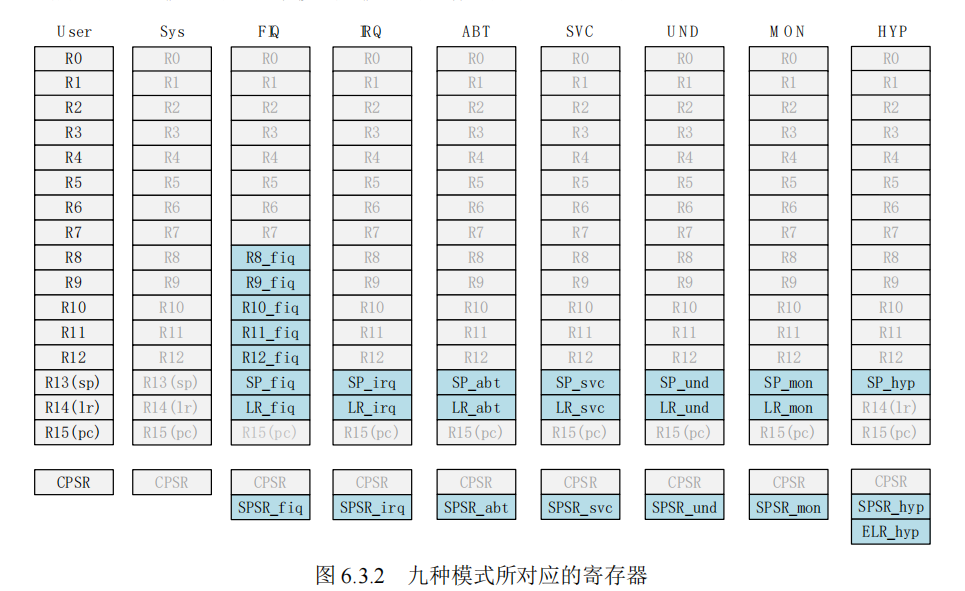 User Sys FIQ IRQ ABT SVC UND MON HYP
R0 R0 R0 R0 R0 R0 R0 R0 R0
R1 R1 R1 R1 R1 R1 R1 R1 R1
R2 R2 R2 R2 R2 R2 R2 R2 R2
R3 R3 R3 R3 R3 R3 R3 R3 R3
R4 R4 R4 R4 R4 R4 R4 R4 R4
R5 R5 R5 R5 R5 R5 R5 R5 R5
R6 R6 R6 R6 R6 R6 R6 R6 R6
R7 R7 R7 R7 R7 R7 R7 R7 R7
R8 R8 R8_fiq R8 R8 R8 R8 R8 R8
R9 R9 R9_fiq R9 R9 R9 R9 R9 R9
R10 R10 R10_fiq R10 R10 R10 R10 R10 R10
R11 R11 R11_fiq R11 R11 R11 R11 R11 R11
R12 R12 R12_fiq R12 R12 R12 R12 R12 R12
R13(sp) R13(sp) SP_fiq SP_irq SP_abt SP_svc SP_und SP_mon SP_hyp
R14(lr) R14(lr) LR_fiq LR_irq LR_abt LR_svc LR_und LR_mon R14(lr)
R15(pc) R15(pc) R15(pc) R15(pc) R15(pc) R15(pc) R15(pc) R15(pc) R15(pc)
CPSR CPSR CPSR CPSR CPSR CPSR CPSR CPSR CPSR
SPSR_fiq SPSR_irq SPSR_abt SPSR_svc SPSR_und SPSR_mon SPSR_hyp
ELR_hyp
图 6.3.2 九种模式所对应的寄存器